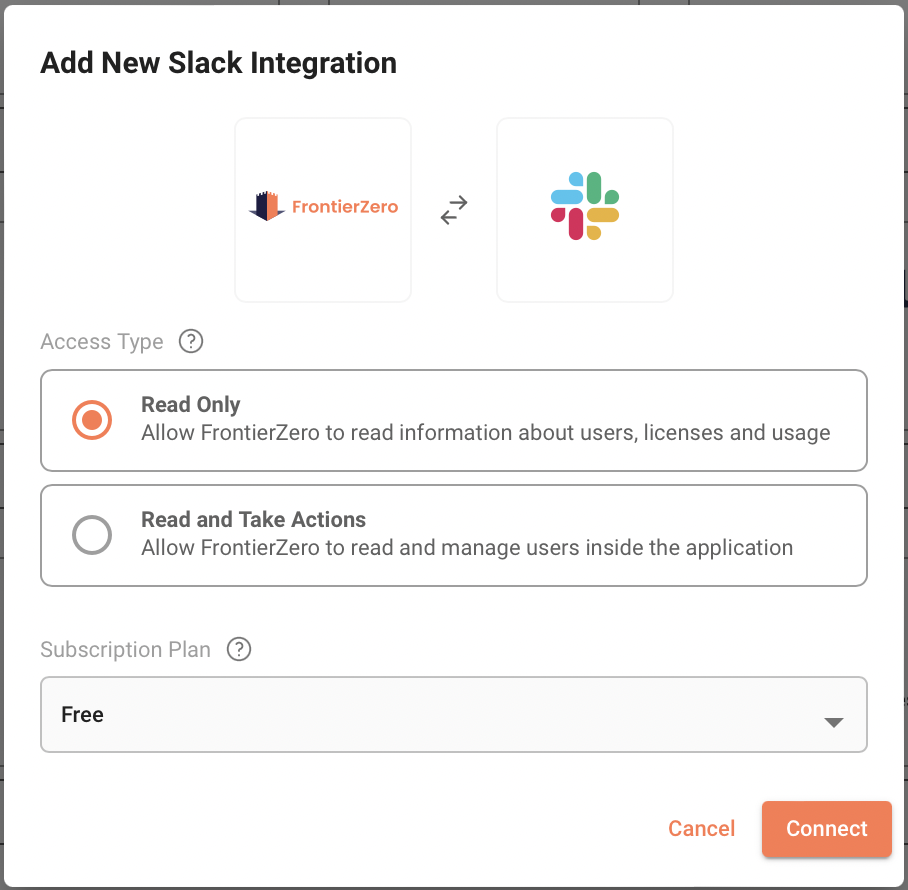 Add New Slack Integration
FrontierZero
Access Type ?
Read Only
Allow FrontierZero to read information about users, licenses and usage
Read and Take Actions
Allow FrontierZero to read and manage users inside the application
Subscription Plan ?
Free
Cancel
Connect